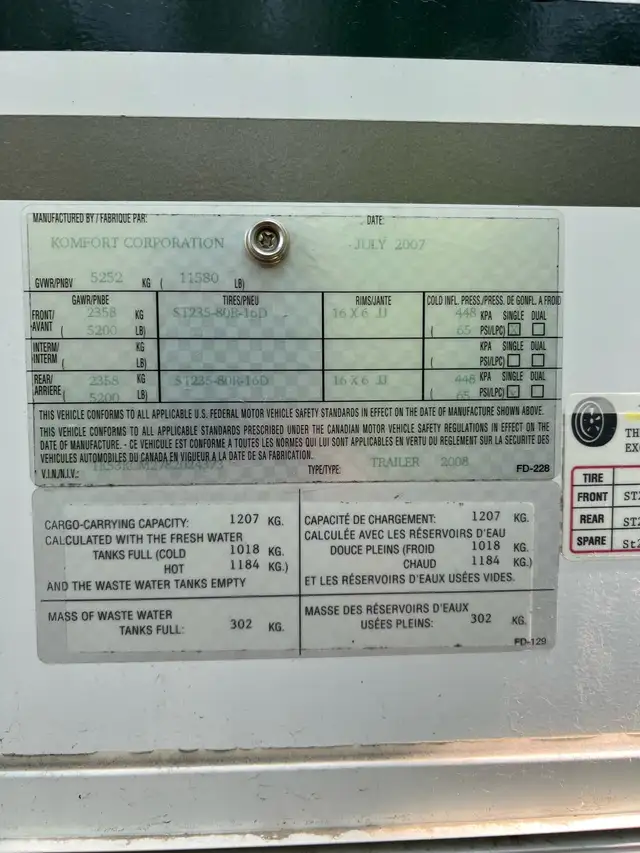 MANUFACTURED BY / FABRIQUE PAR: DATE:
KOMFORT CORPORATION JULY 2007
GVWR/PNBV 5252 KG ( 11580 LB)
GAWR/PNBE TIRES/PNEU RIMS/JANTE COLD INFL. PRESS./PRESS. DE GONFL. A FROID
FRONT/ AVANT 2358 KG ST235-80R-16D 16 X 6 JJ 448 KPA SINGLE DUAL
( 5200 LB) ( 65 PSI/LPC)
INTERM/ INTERM KG KPA SINGLE DUAL
( LB) ( PSI/LPC)
REAR/ ARRIÈRE 2358 KG ST235-80R-16D 16 X 6 JJ 448 KPA SINGLE DUAL
( 5200 LB) ( 65 PSI/LPC)
THIS VEHICLE CONFORMS TO ALL APPLICABLE U.S. FEDERAL MOTOR VEHICLE SAFETY STANDARDS IN EFFECT ON THE DATE OF MANUFACTURE SHOWN ABOVE.
THIS VEHICLE CONFORMS TO ALL APPLICABLE STANDARDS PRESCRIBED UNDER THE CANADIAN MOTOR VEHICLE SAFETY REGULATIONS IN EFFECT ON THE
DATE OF MANUFACTURE. - CE VEHICULE EST CONFORME A TOUTES LES NORMES QUI LUI SONT APPLICABLES EN VERTU DU REGLEMENT SUR LA SECURITE DES
VEHICULES AUTOMOBILES DU CANADA EN VIGUEUR A LA DATE DE SA FABRICATION.
V.I.N./N.I.V.: TYPE/TYPE: TRAILER 2008 FD-228
CARGO-CARRYING CAPACITY: 1207 KG.
CALCULATED WITH THE FRESH WATER
TANKS FULL (COLD 1018 KG.
HOT 1184 KG.)
AND THE WASTE WATER TANKS EMPTY
MASS OF WASTE WATER
TANKS FULL: 302 KG.
CAPACITÉ DE CHARGEMENT: 1207 KG.
CALCULÉE AVEC LES RÉSERVOIRS D'EAU
DOUCE PLEINS (FROID 1018 KG.
CHAUD 1184 KG.)
ET LES RÉSERVOIRS D'EAUX USÉES VIDES.
MASSE DES RÉSERVOIRS D'EAUX
USÉES PLEINS: 302 KG.
FD-129
TIRE
FRONT
REAR
SPARE